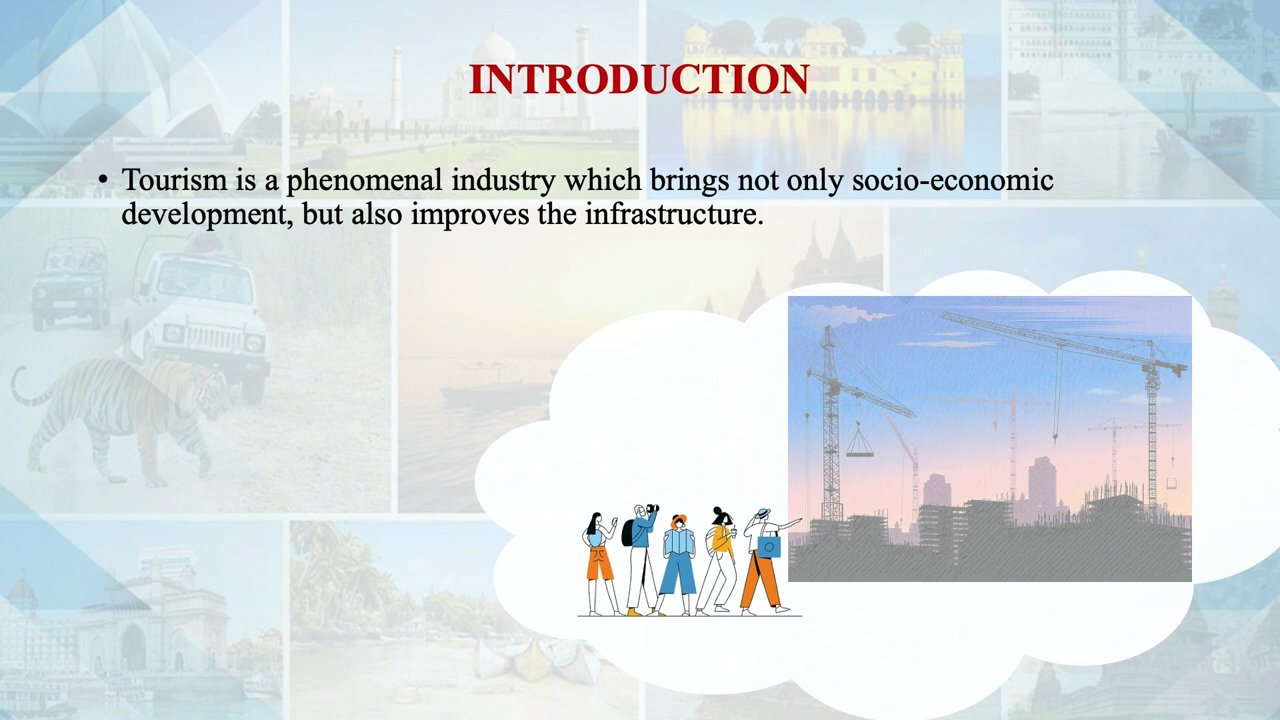 INTRODUCTION
• Tourism is a phenomenal industry which brings not only socio-economic
development, but also improves the infrastructure.